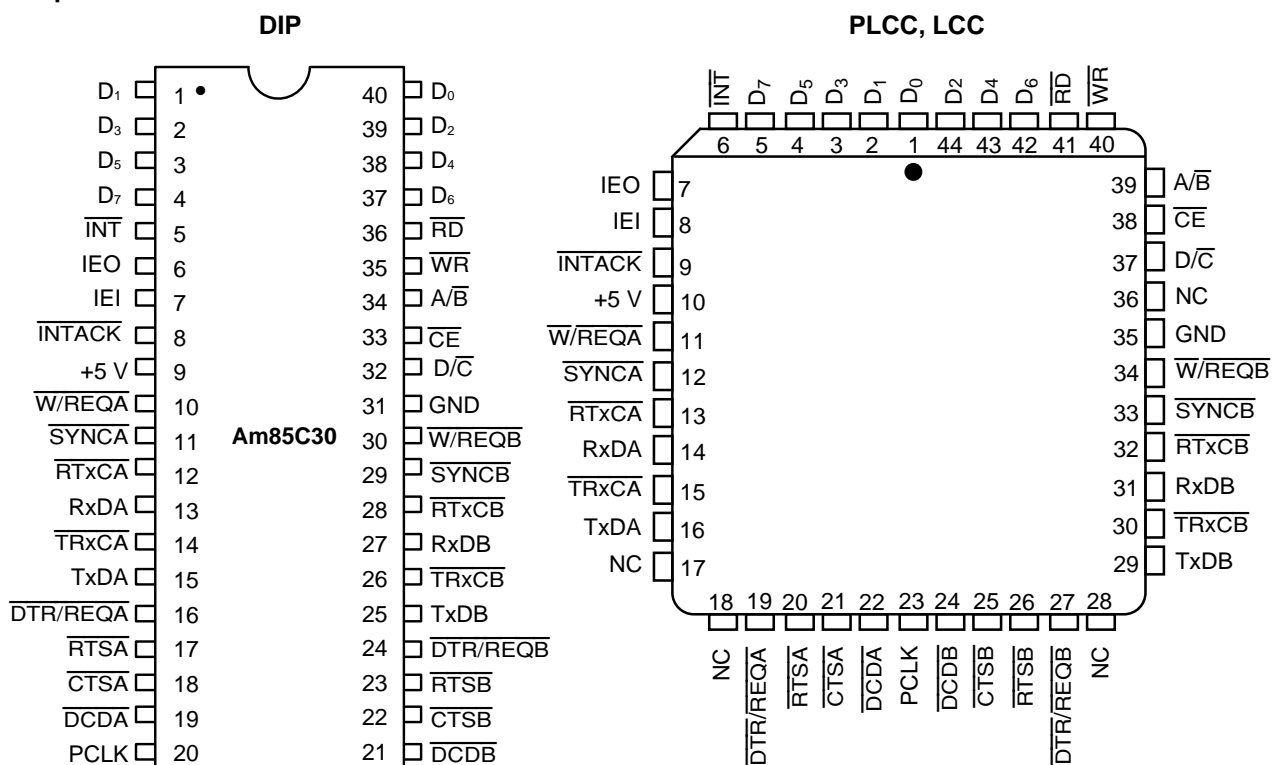 DIP
PLCC, LCC
D₁ 1 40 D₀
D₃ 2 39 D₂
D₅ 3 38 D₄
D₇ 4 37 D₆
INT 5 36 RD
IEO 6 35 WR
IEI 7 34 A/B
INTACK 8 33 CE
+5 V 9 32 D/C
W/REQA 10 31 GND
SYNCA 11 Am85C30 30 W/REQB
RTxCA 12 29 SYNCB
RxDA 13 28 RTxCB
TRxCA 14 27 RxDB
TxDA 15 26 TRxCB
DTR/REQA 16 25 TxDB
RTSA 17 24 DTR/REQB
CTSA 18 23 RTSB
DCDA 19 22 CTSB
PCLK 20 21 DCDB
INT D7 D5 D3 D1 D0 D2 D4 D6 RD WR
6 5 4 3 2 1 44 43 42 41 40
IEO 7 39 A/B
IEI 8 38 CE
INTACK 9 37 D/C
+5 V 10 36 NC
W/REQA 11 35 GND
SYNCA 12 34 W/REQB
RTxCA 13 33 SYNCB
RxDA 14 32 RTxCB
TRxCA 15 31 RxDB
TxDA 16 30 TRxCB
NC 17 29 TxDB
18 19 20 21 22 23 24 25 26 27 28
NC DTR/REQA RTSA CTSA DCDA PCLK DCDB CTSB RTSB DTR/REQB NC